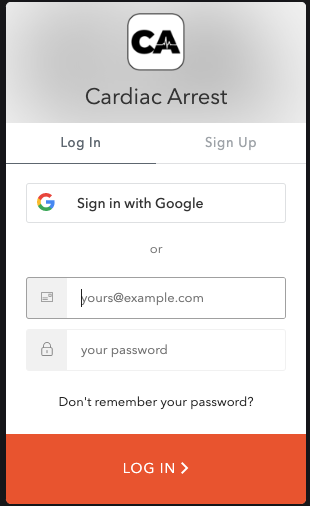 CA
Cardiac Arrest
Log In
Sign Up
Sign in with Google
or
yours@example.com
your password
Don't remember your password?
LOG IN